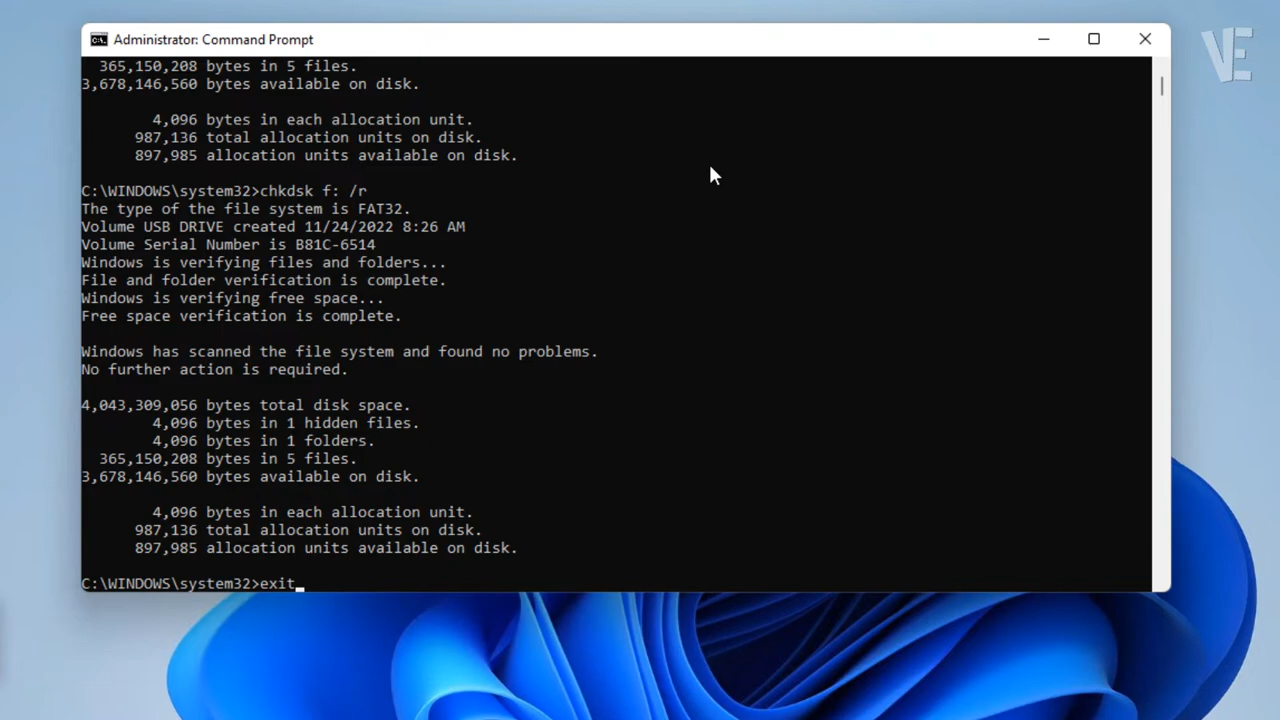 VE
Administrator: Command Prompt
365,150,208 bytes in 5 files.
3,678,146,560 bytes available on disk.
4,096 bytes in each allocation unit.
987,136 total allocation units on disk.
897,985 allocation units available on disk.
C:\WINDOWS\system32>chkdsk f: /r
The type of the file system is FAT32.
Volume USB DRIVE created 11/24/2022 8:26 AM
Volume Serial Number is B81C-6514
Windows is verifying files and folders...
File and folder verification is complete.
Windows is verifying free space...
Free space verification is complete.
Windows has scanned the file system and found no problems.
No further action is required.
4,043,309,056 bytes total disk space.
4,096 bytes in 1 hidden files.
4,096 bytes in 1 folders.
365,150,208 bytes in 5 files.
3,678,146,560 bytes available on disk.
4,096 bytes in each allocation unit.
987,136 total allocation units on disk.
897,985 allocation units available on disk.
C:\WINDOWS\system32>exit_